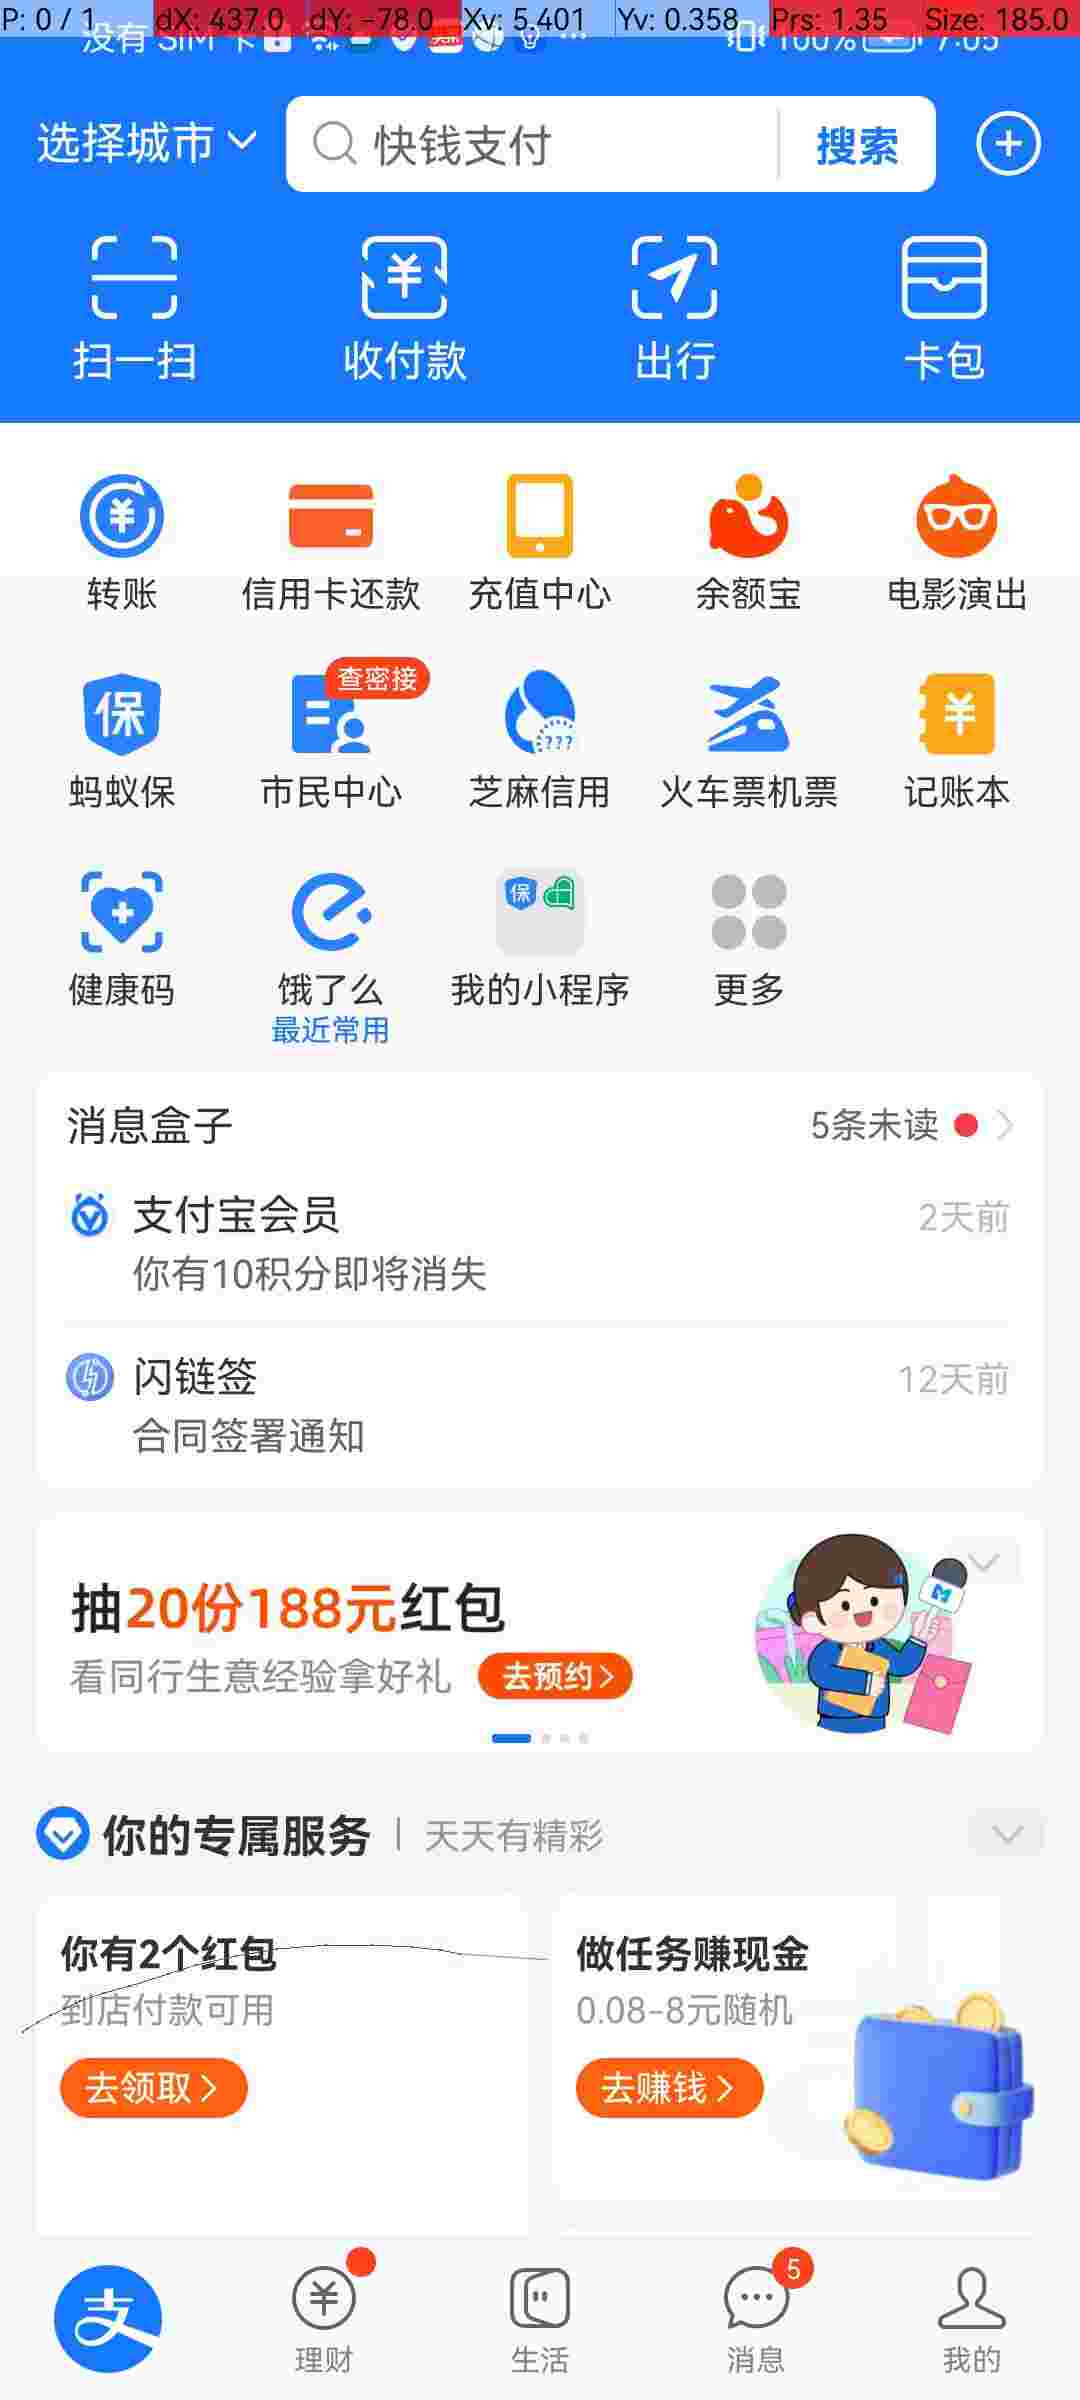 P: 0 / 1 dX: 437.0 dY: -78.0 Xv: 5.401 Yv: 0.358 Prs: 1.35 Size: 185.0
没有 SIM 卡 100% 7:05
选择城市 快钱支付 搜索
扫一扫 收付款 出行 卡包
转账 信用卡还款 充值中心 余额宝 电影演出
保 查密接 ???
蚂蚁保 市民中心 芝麻信用 火车票机票 记账本
保
健康码 饿了么 我的小程序 更多
最近常用
消息盒子 5条未读
支付宝会员 2天前
你有10积分即将消失
闪链签 12天前
合同签署通知
抽20份188元红包
看同行生意经验拿好礼 去预约
你的专属服务 天天有精彩
你有2个红包 做任务赚现金
到店付款可用 0.08-8元随机
去领取 去赚钱
支 5
理财 生活 消息 我的